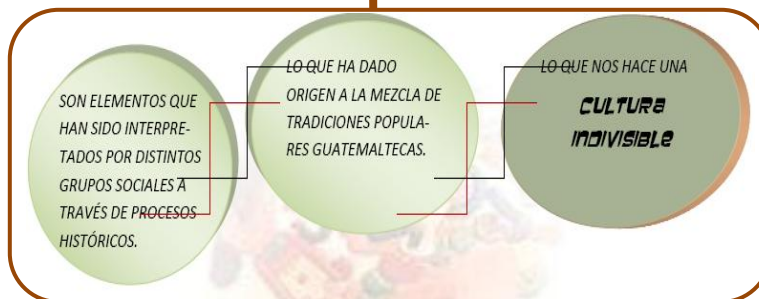 SON ELEMENTOS QUE
HAN SIDO INTERPRE-
TADOS POR DISTINTOS
GRUPOS SOCIALES A
TRAVÉS DE PROCESOS
HISTÓRICOS.
LO QUE HA DADO
ORIGEN A LA MEZCLA DE
TRADICIONES POPULA-
RES GUATEMALTECAS.
LO QUE NOS HACE UNA
CULTURA
INDIVISIBLE